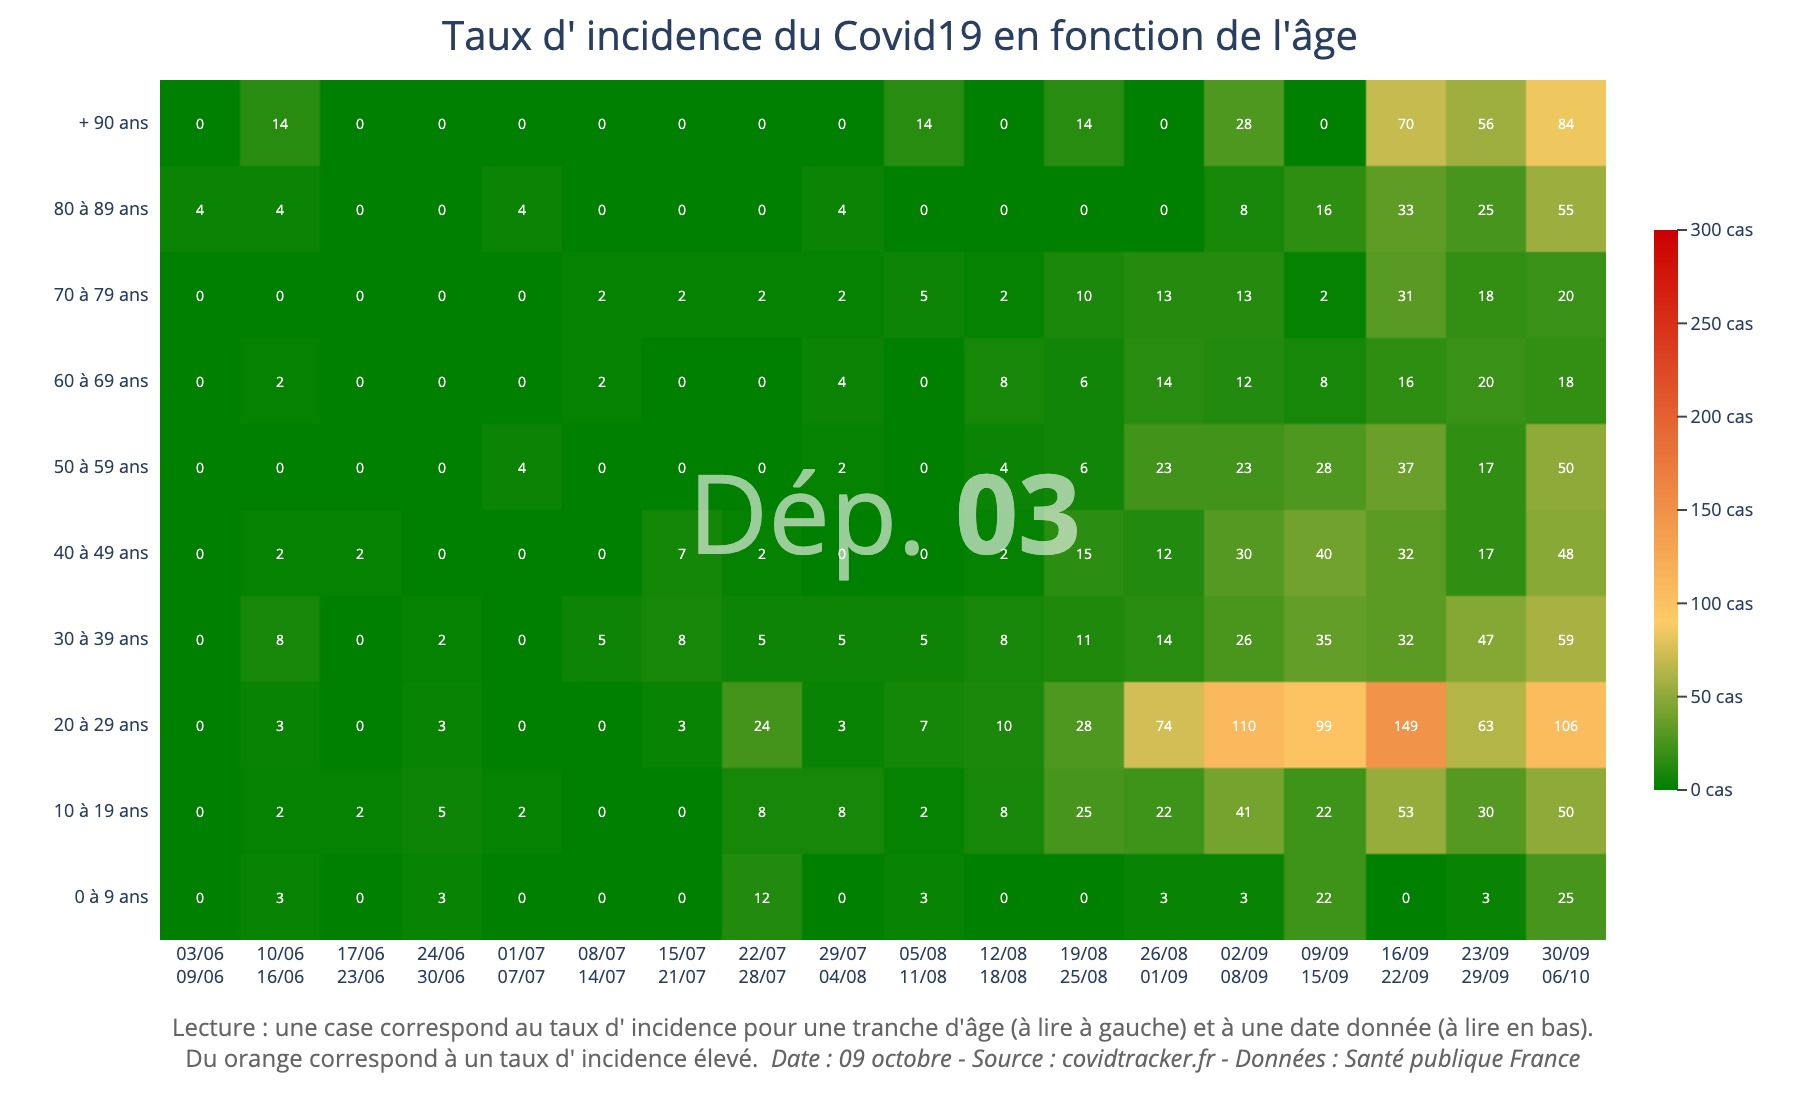 Taux d' incidence du Covid19 en fonction de l'âge
+ 90 ans 0 14 0 0 0 0 0 0 0 14 0 14 0 28 0 70 56 84
80 à 89 ans 4 4 0 0 4 0 0 0 4 0 0 0 0 8 16 33 25 55
70 à 79 ans 0 0 0 0 0 2 2 2 2 5 2 10 13 13 2 31 18 20
60 à 69 ans 0 2 0 0 0 2 0 0 4 0 8 6 14 12 8 16 20 18
50 à 59 ans 0 0 0 0 4 0 0 0 2 0 4 6 23 23 28 37 17 50
Dép. 03
40 à 49 ans 0 2 2 0 0 0 7 2 0 0 2 15 12 30 40 32 17 48
30 à 39 ans 0 8 0 2 0 5 8 5 5 5 8 11 14 26 35 32 47 59
20 à 29 ans 0 3 0 3 0 0 3 24 3 7 10 28 74 110 99 149 63 106
10 à 19 ans 0 2 2 5 2 0 0 8 8 2 8 25 22 41 22 53 30 50
0 à 9 ans 0 3 0 3 0 0 0 12 0 3 0 0 3 3 22 0 3 25
03/06 10/06 17/06 24/06 01/07 08/07 15/07 22/07 29/07 05/08 12/08 19/08 26/08 02/09 09/09 16/09 23/09 30/09
09/06 16/06 23/06 30/06 07/07 14/07 21/07 28/07 04/08 11/08 18/08 25/08 01/09 08/09 15/09 22/09 29/09 06/10
300 cas
250 cas
200 cas
150 cas
100 cas
50 cas
0 cas
Lecture : une case correspond au taux d' incidence pour une tranche d'âge (à lire à gauche) et à une date donnée (à lire en bas).
Du orange correspond à un taux d' incidence élevé. Date : 09 octobre - Source : covidtracker.fr - Données : Santé publique France